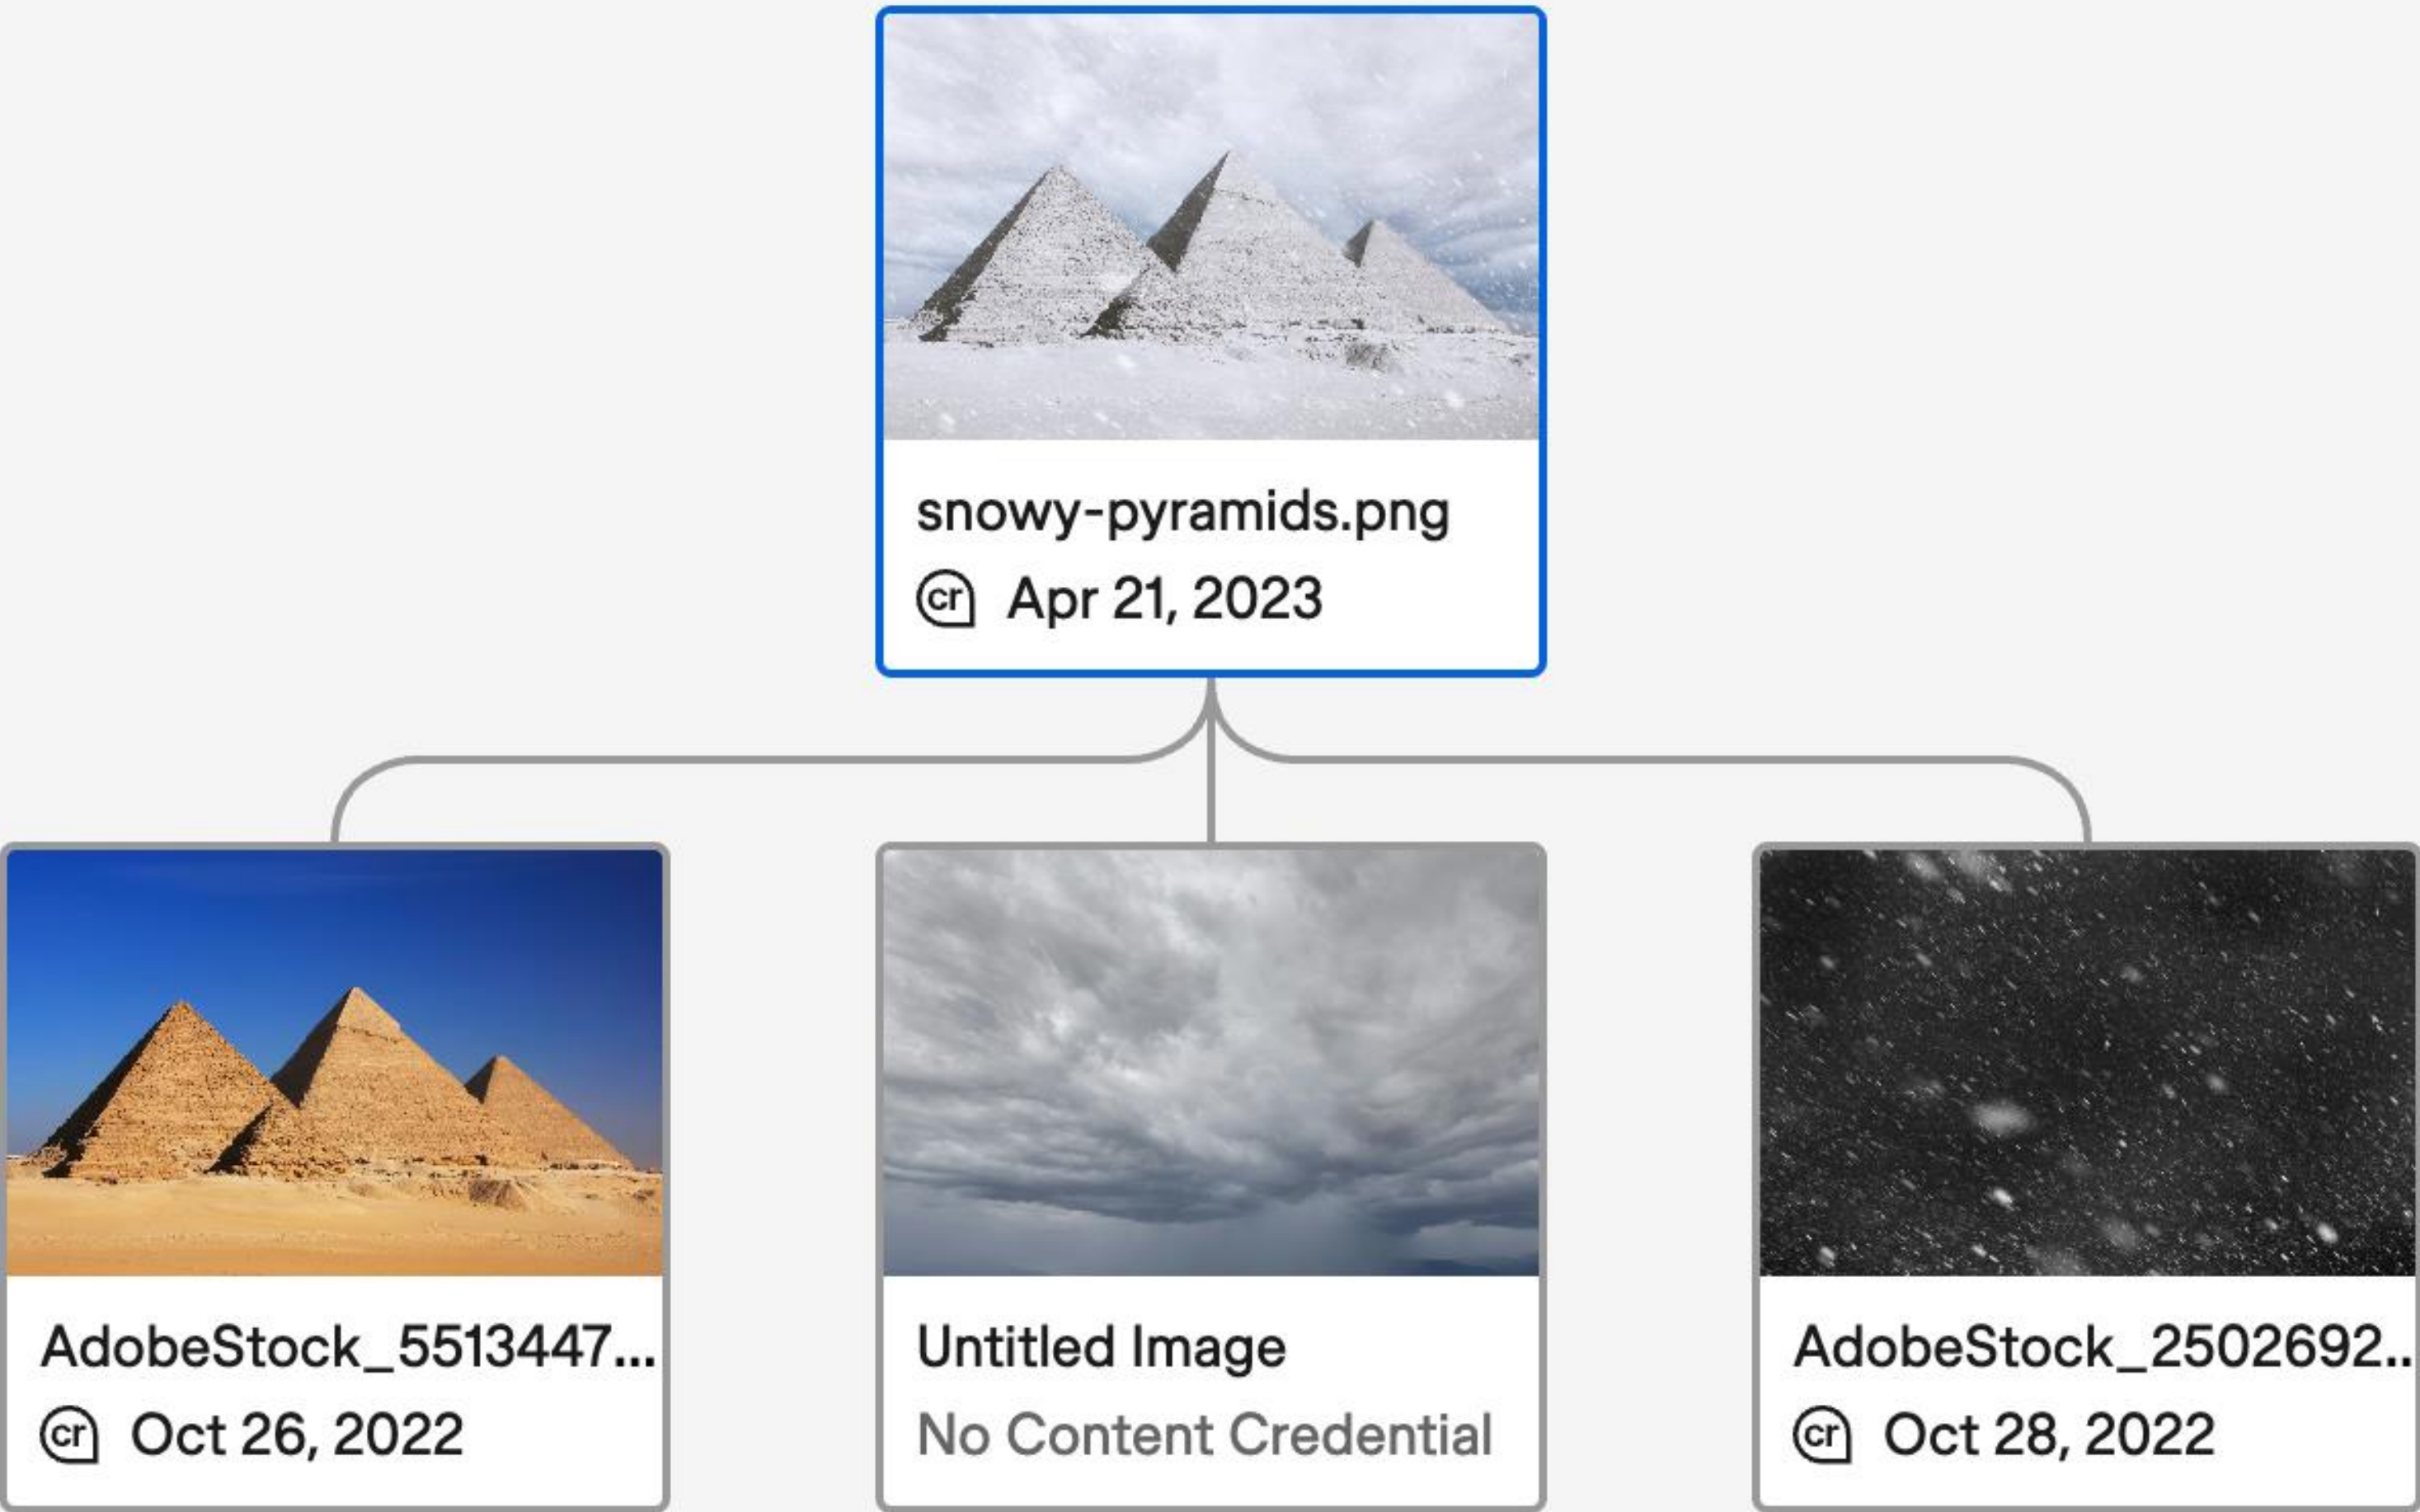 snowy-pyramids.png
cr Apr 21, 2023
AdobeStock_5513447...
cr Oct 26, 2022
Untitled Image
No Content Credential
AdobeStock_2502692..
cr Oct 28, 2022